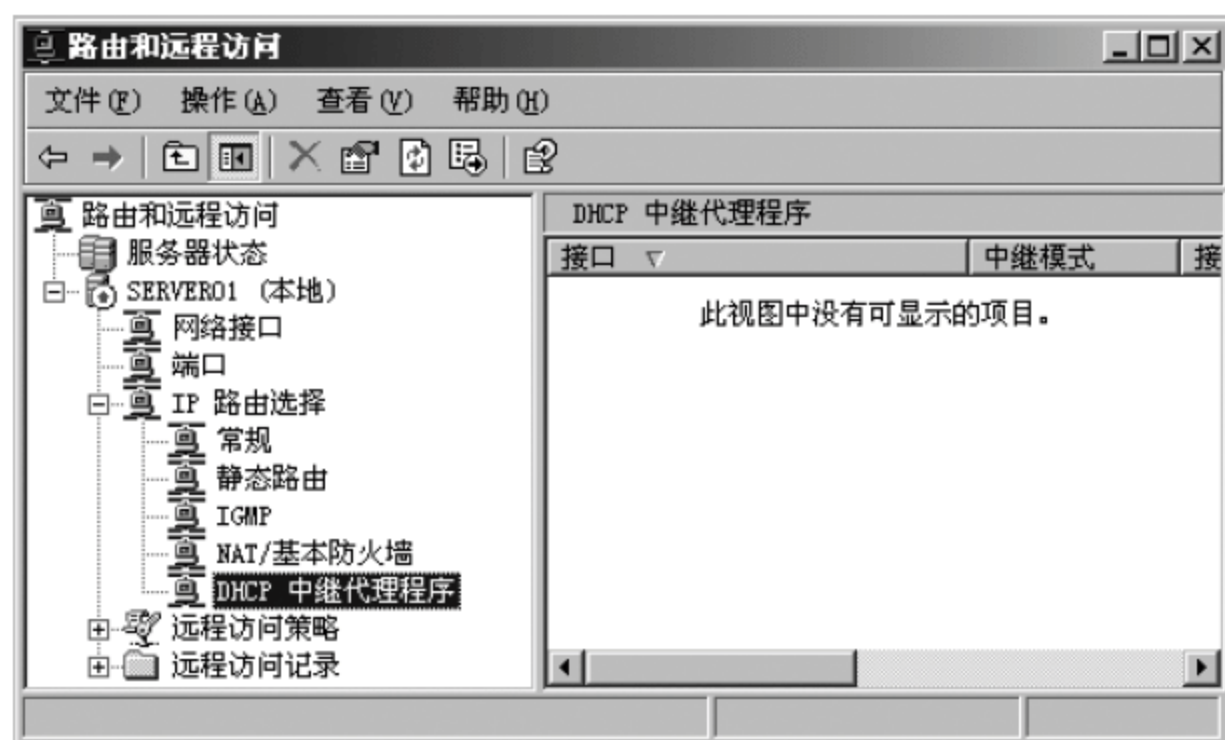 路由和远程访问
文件(F) 操作(A) 查看(V) 帮助(H)
路由和远程访问
服务器状态
SERVER01 (本地)
网络接口
端口
IP 路由选择
常规
静态路由
IGMP
NAT/基本防火墙
DHCP 中继代理程序
远程访问策略
远程访问记录
DHCP 中继代理程序
接口 中继模式 接
此视图中没有可显示的项目。